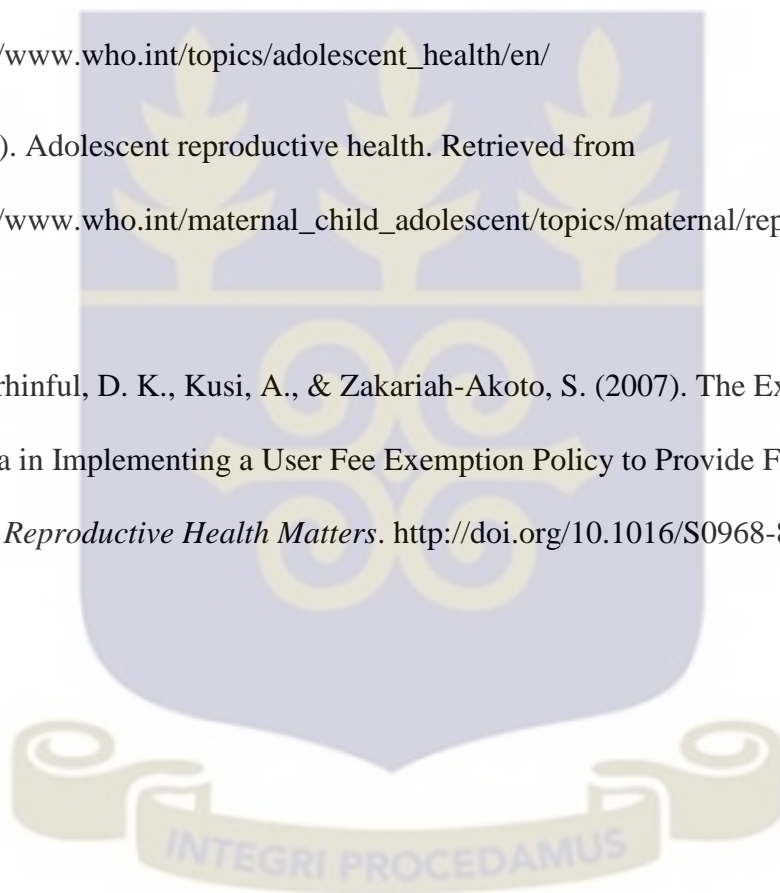 /www.who.int/topics/adolescent_health/en/
). Adolescent reproductive health. Retrieved from
/www.who.int/maternal_child_adolescent/topics/maternal/rep
rhinful, D. K., Kusi, A., & Zakariah-Akoto, S. (2007). The Ex
a in Implementing a User Fee Exemption Policy to Provide F
Reproductive Health Matters. http://doi.org/10.1016/S0968-8
INTEGRI PROCEDAMUS